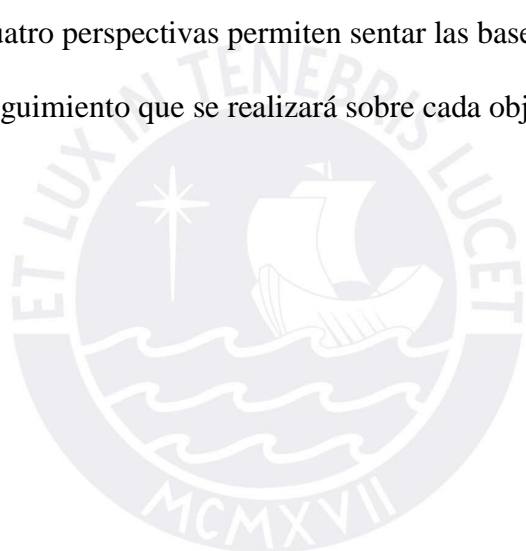 uatro perspectivas permiten sentar las base
guimiento que se realizará sobre cada obj
ET LUX IN TENEBRIS LUCET
MCMXVII